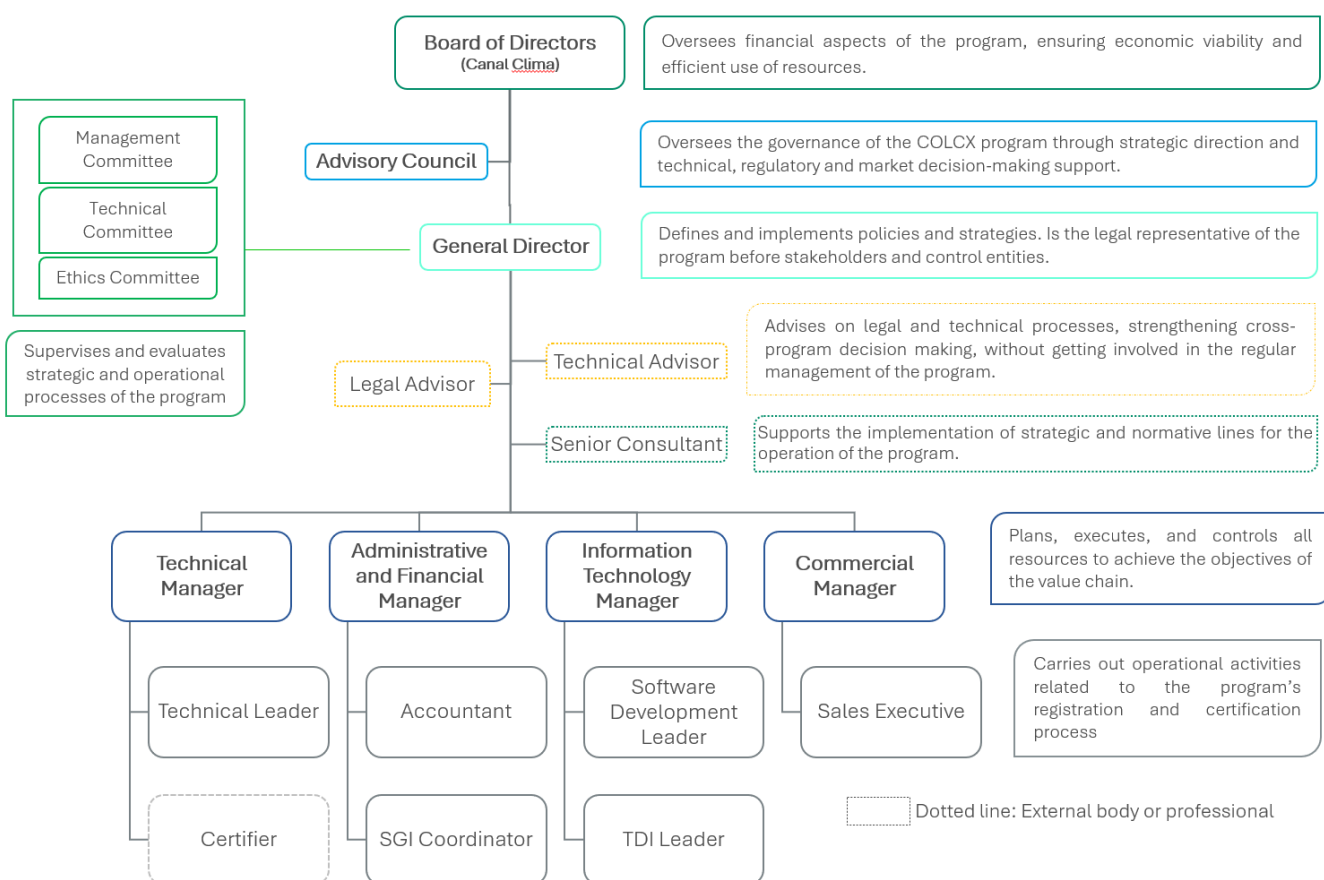 Board of Directors
(Canal Clima)
Oversees financial aspects of the program, ensuring economic viability and
efficient use of resources.
Management
Committee
Technical
Committee
Ethics Committee
Advisory Council
Oversees the governance of the COLCX program through strategic direction and
technical, regulatory and market decision-making support.
General Director
Defines and implements policies and strategies. Is the legal representative of the
program before stakeholders and control entities.
Supervises and evaluates
strategic and operational
processes of the program
Legal Advisor
Technical Advisor
Advises on legal and technical processes, strengthening cross-
program decision making, without getting involved in the regular
management of the program.
Senior Consultant
Supports the implementation of strategic and normative lines for the
operation of the program.
Technical
Manager
Administrative
and Financial
Manager
Information
Technology
Manager
Commercial
Manager
Plans, executes, and controls all
resources to achieve the objectives of
the value chain.
Technical Leader
Accountant
Software
Development
Leader
Sales Executive
Carries out operational activities
related to the program’s
registration and certification
process
Certifier
SGI Coordinator
TDI Leader
Dotted line: External body or professional